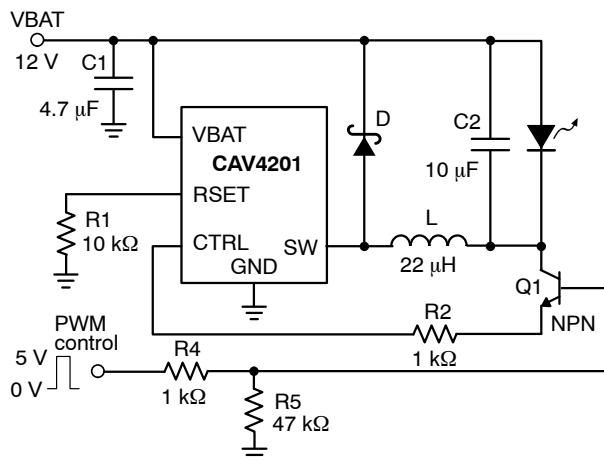 VBAT
12 V
C1
4.7 μF
VBAT
CAV4201
RSET
CTRL
SW
GND
D
C2
10 μF
L
22 μH
R1
10 kΩ
Q1
NPN
R2
1 kΩ
PWM
control
5 V
0 V
R4
1 kΩ
R5
47 kΩ